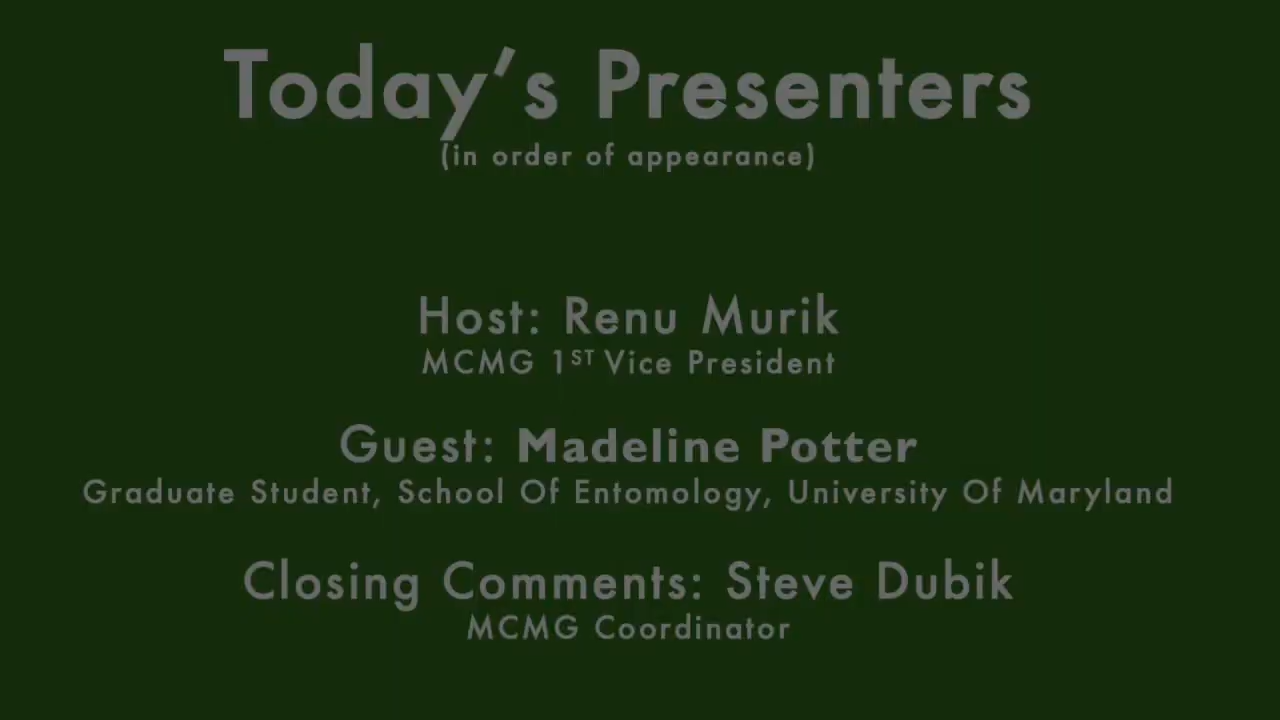 Today's Presenters
(in order of appearance)
Host: Renu Murik
MCMG 1ST Vice President
Guest: Madeline Potter
Graduate Student, School Of Entomology, University Of Maryland
Closing Comments: Steve Dubik
MCMG Coordinator